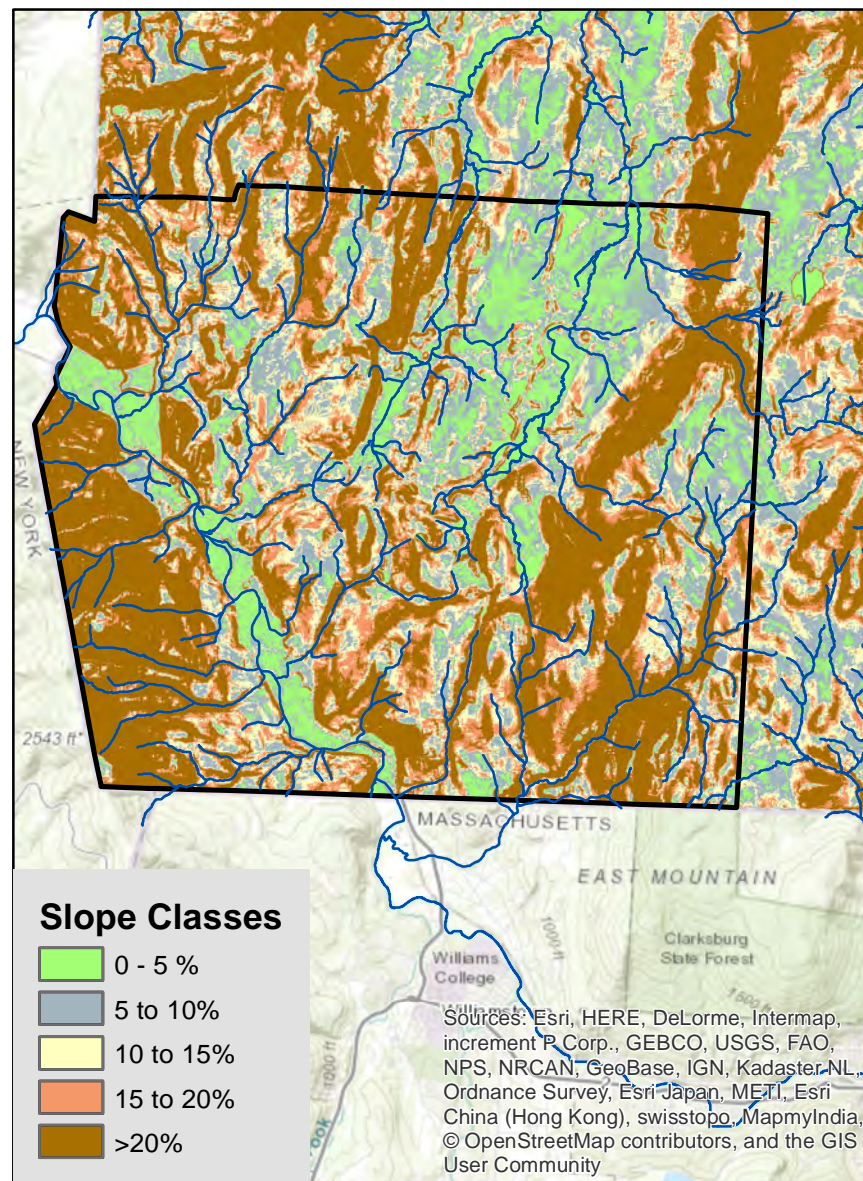 NEW YORK
2543 ft
MASSACHUSETTS
EAST MOUNTAIN
1000 ft
Clarksburg
State Forest
Williams
College
1500 ft
1000 ft
2
Slope Classes
0 - 5 %
5 to 10%
10 to 15%
15 to 20%
>20%
Sources: Esri, HERE, DeLorme, Intermap,
increment P Corp., GEBCO, USGS, FAO,
NPS, NRCAN, GeoBase, IGN, Kadaster NL,
Ordnance Survey, Esri Japan, METI, Esri
China (Hong Kong), swisstopo, MapmyIndia,
© OpenStreetMap contributors, and the GIS
User Community